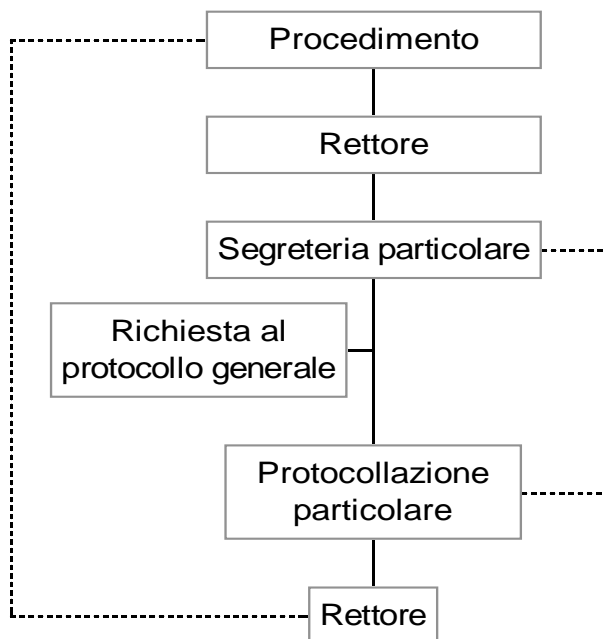 Procedimento
Rettore
Segreteria particolare
Richiesta al
protocollo generale
Protocollazione
particolare
Rettore